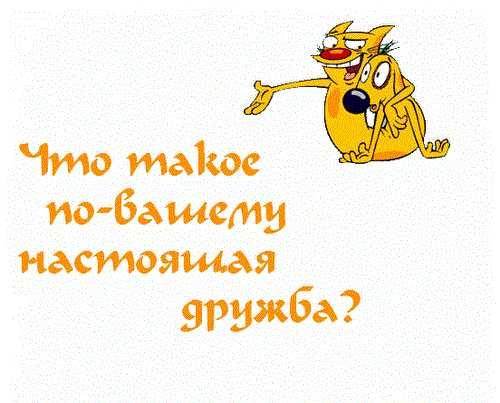 Что такое
по-вашему
настоящая
дружба?